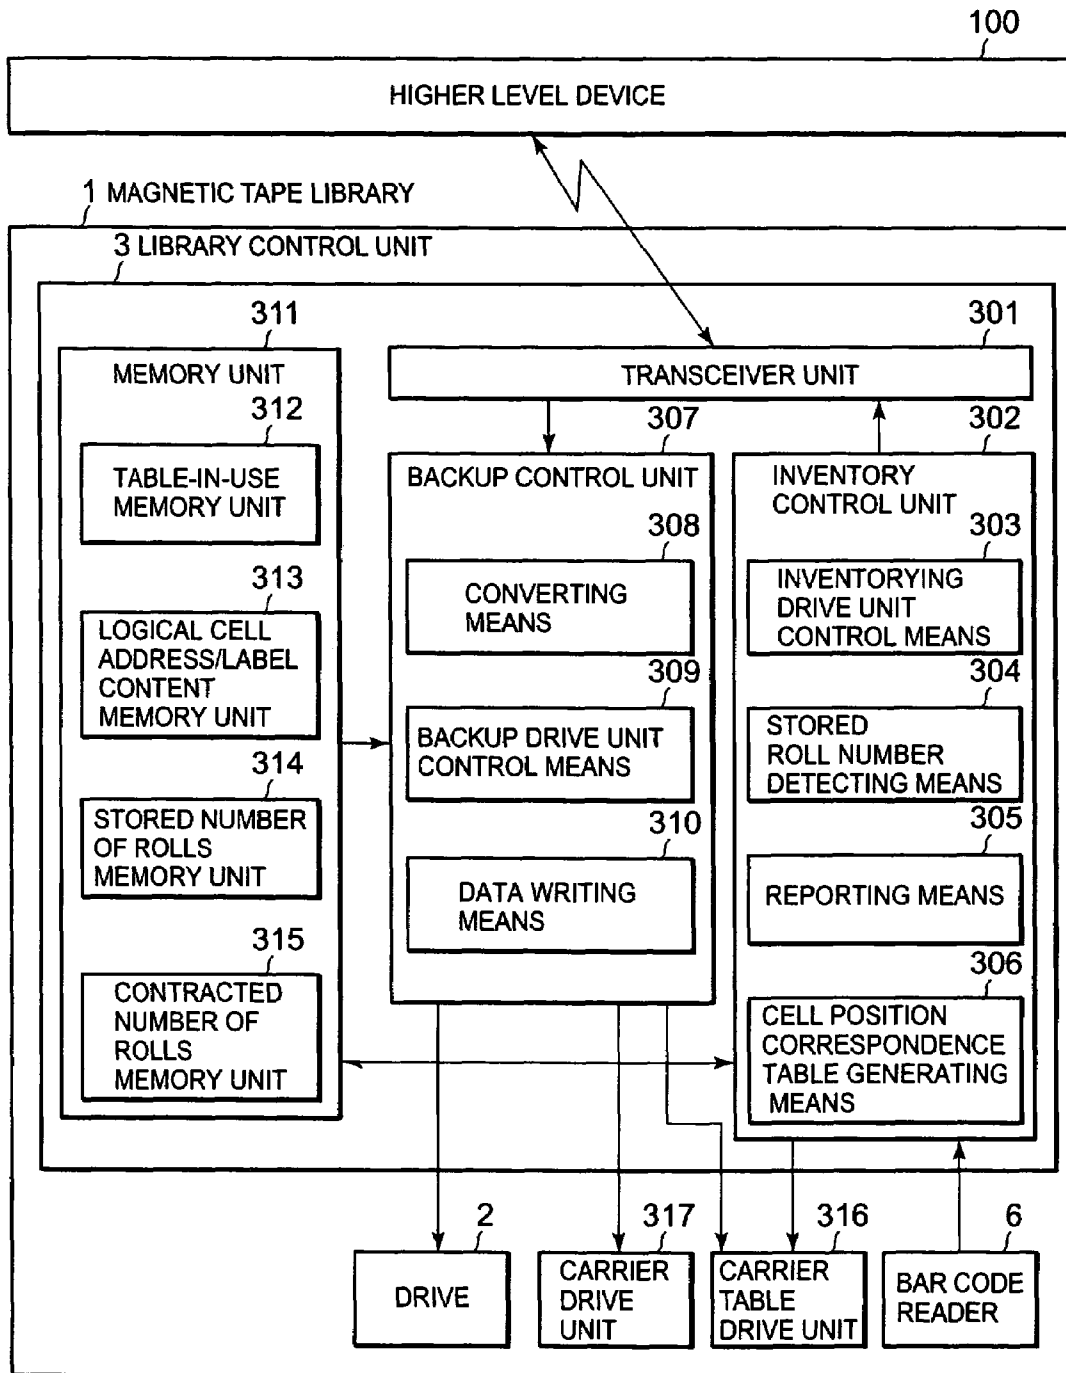 100
HIGHER LEVEL DEVICE
1 MAGNETIC TAPE LIBRARY
3 LIBRARY CONTROL UNIT
311
MEMORY UNIT
312
TABLE-IN-USE
MEMORY UNIT
313
LOGICAL CELL
ADDRESS/LABEL
CONTENT
MEMORY UNIT
314
STORED NUMBER
OF ROLLS
MEMORY UNIT
315
CONTRACTED
NUMBER OF
ROLLS
MEMORY UNIT
301
TRANSCEIVER UNIT
307
BACKUP CONTROL UNIT
308
CONVERTING
MEANS
309
BACKUP DRIVE UNIT
CONTROL MEANS
310
DATA WRITING
MEANS
302
INVENTORY
CONTROL UNIT
303
INVENTORYING
DRIVE UNIT
CONTROL MEANS
304
STORED
ROLL NUMBER
DETECTING MEANS
305
REPORTING MEANS
306
CELL POSITION
CORRESPONDENCE
TABLE GENERATING
MEANS
2
DRIVE
317
CARRIER
DRIVE
UNIT
316
CARRIER
TABLE
DRIVE UNIT
6
BAR CODE
READER